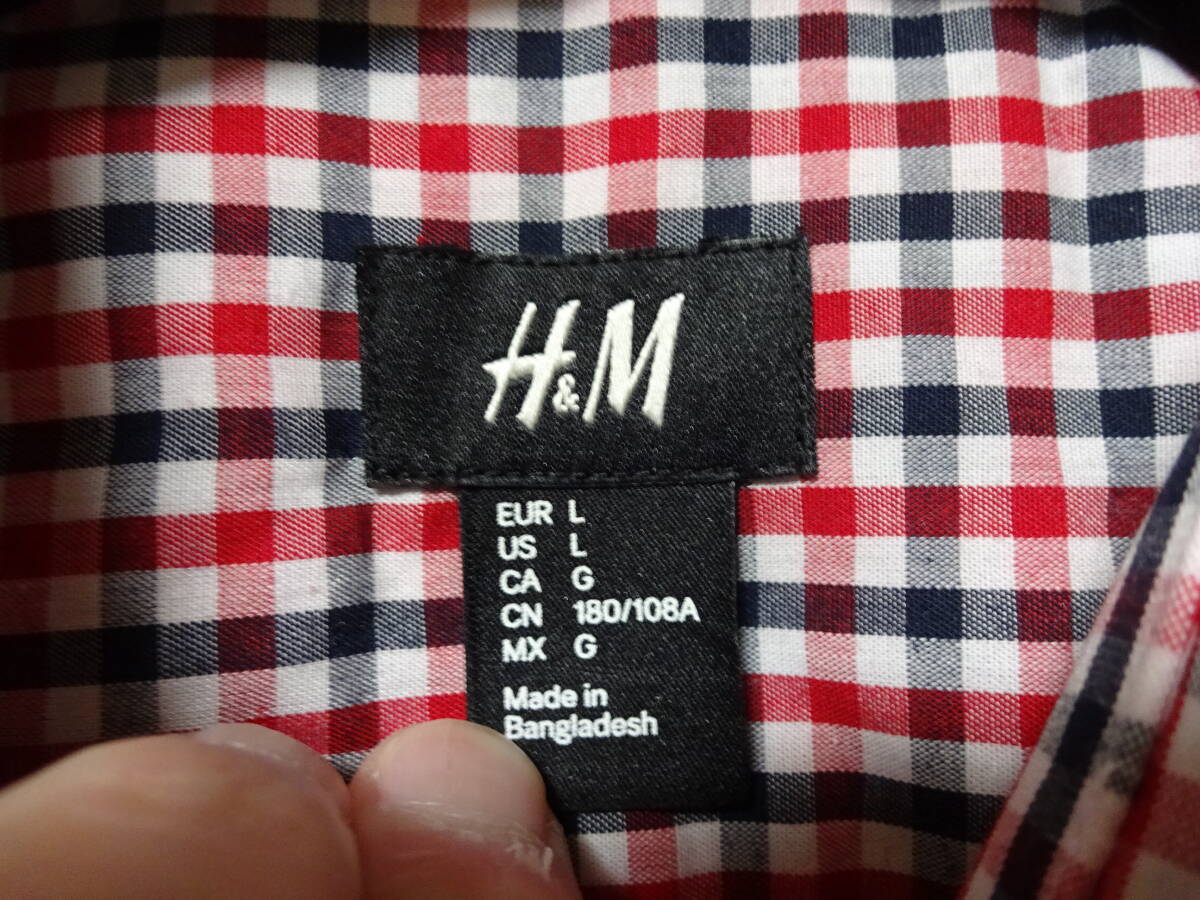 H&M
EUR L
US L
CA G
CN 180/108A
MX G
Made in
Bangladesh